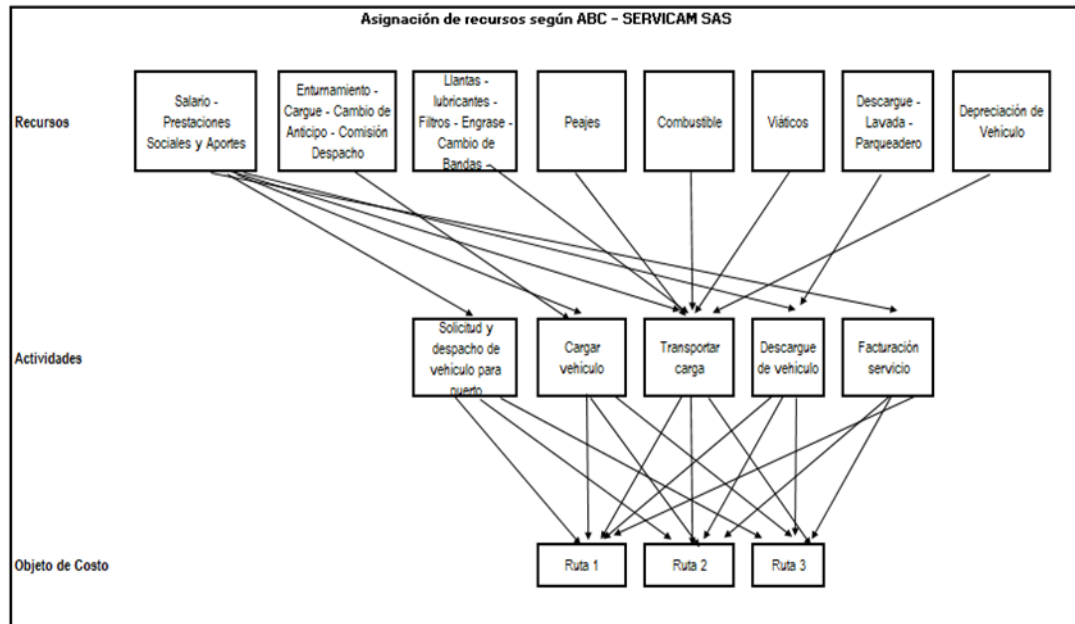 Asignación de recursos según ABC - SERVICAM SAS
Recursos
Salario -
Prestaciones
Sociales y Aportes
Enturnamiento -
Cargue - Cambio de
Anticipo - Comisión
Despacho
Llantas -
lubricantes -
Filtros - Engrase -
Cambio de
Bandas -
Peajes
Combustible
Viáticos
Descargue -
Lavada -
Parqueadero
Depreciación de
Vehículo
Actividades
Solicitud y
despacho de
vehículo para
puerto
Cargar
vehículo
Transportar
carga
Descargue
de vehículo
Facturación
servicio
Objeto de Costo
Ruta 1
Ruta 2
Ruta 3